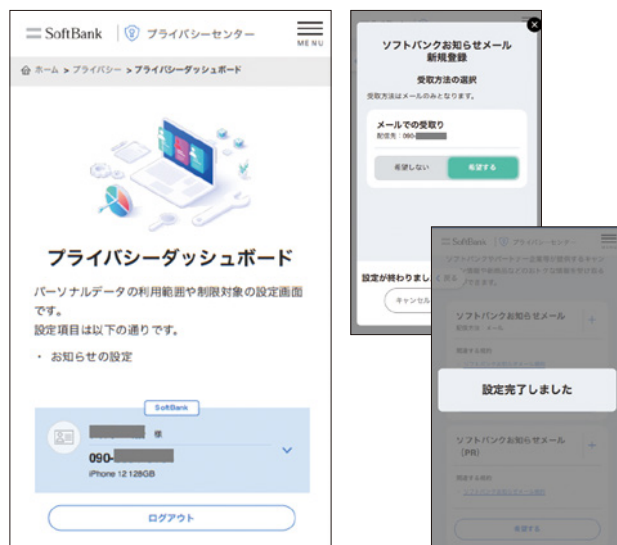 SoftBank プライバシーセンター
MENU
ホーム > プライバシー > プライバシーダッシュボード
プライバシーダッシュボード
パーソナルデータの利用範囲や制限対象の設定画面
です。
設定項目は以下の通りです。
・ お知らせの設定
SoftBank
様
090-
iPhone 12 128GB
ログアウト
ソフトバンクお知らせメール
新規登録
受取方法の選択
受取方法はメールのみとなります。
メールでの受取り
配信先：090-
希望しない
希望する
設定が終わりまし
キャンセル
SoftBank プライバシーセンター
ソフトバンクお知らせメール
配信方法：メール
関連する規約
設定完了しました
ソフトバンクお知らせメール
（PR）
関連する規約
希望する